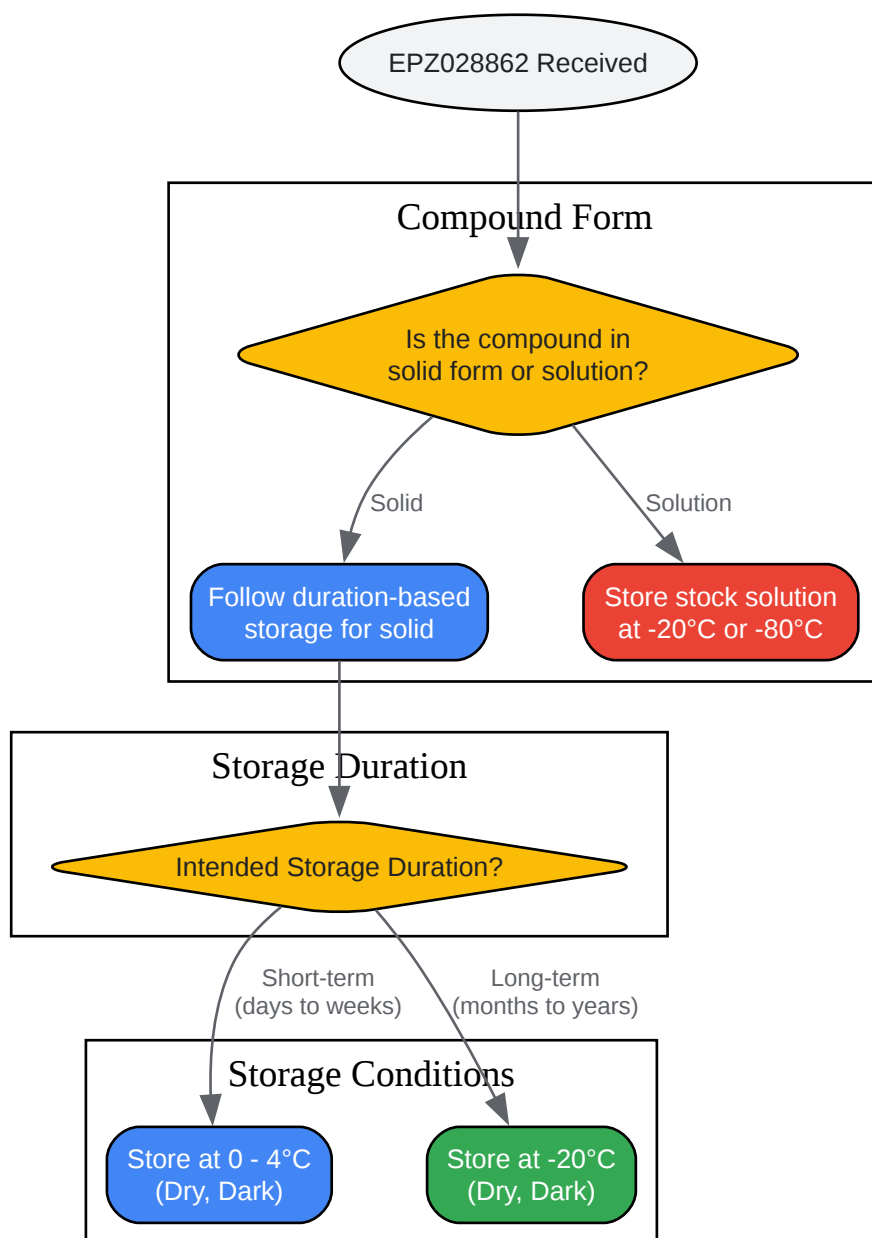 EPZ028862 Received
Compound Form
Is the compound in
solid form or solution?
Solid
Solution
Follow duration-based
storage for solid
Store stock solution
at -20°C or -80°C
Storage Duration
Intended Storage Duration?
Short-term
(days to weeks)
Long-term
(months to years)
Storage Conditions
Store at 0 - 4°C
(Dry, Dark)
Store at -20°C
(Dry, Dark)